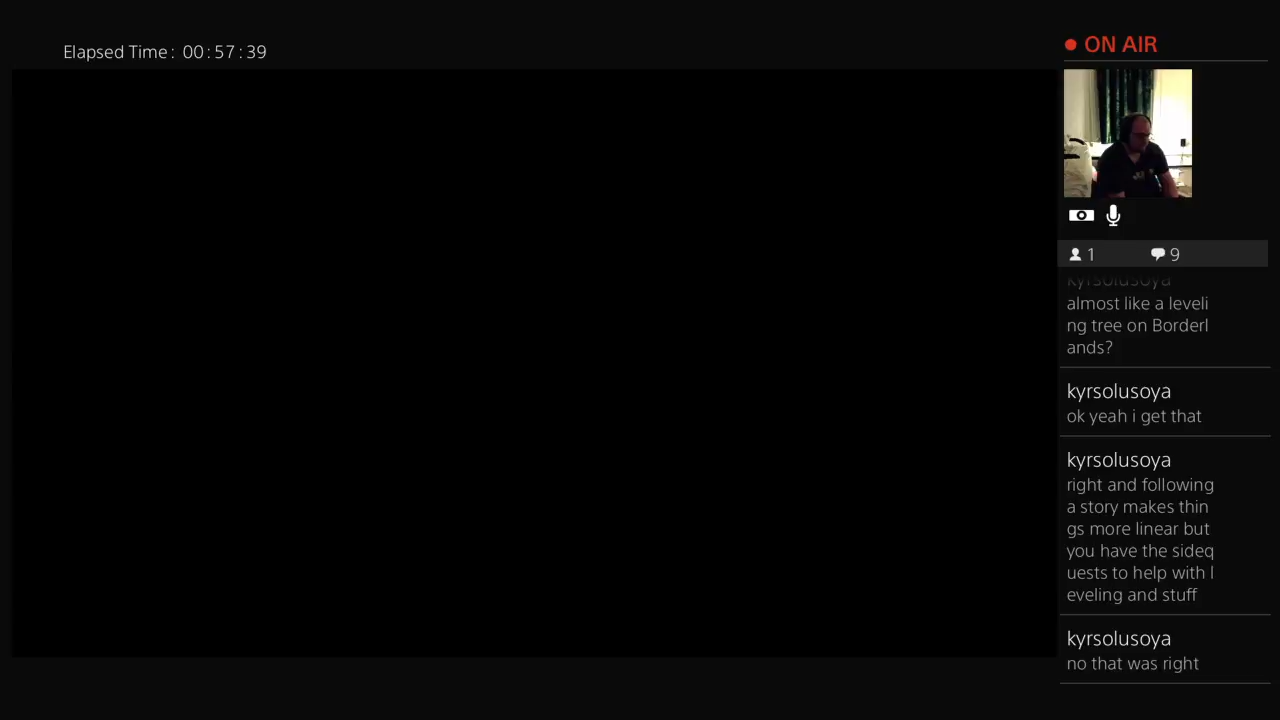 Elapsed Time: 00:57:39
ON AIR
1 9
kyrsolusoya
almost like a leveli
ng tree on Borderl
ands?
kyrsolusoya
ok yeah i get that
kyrsolusoya
right and following
a story makes thin
gs more linear but
you have the sideq
uests to help with l
eveling and stuff
kyrsolusoya
no that was right